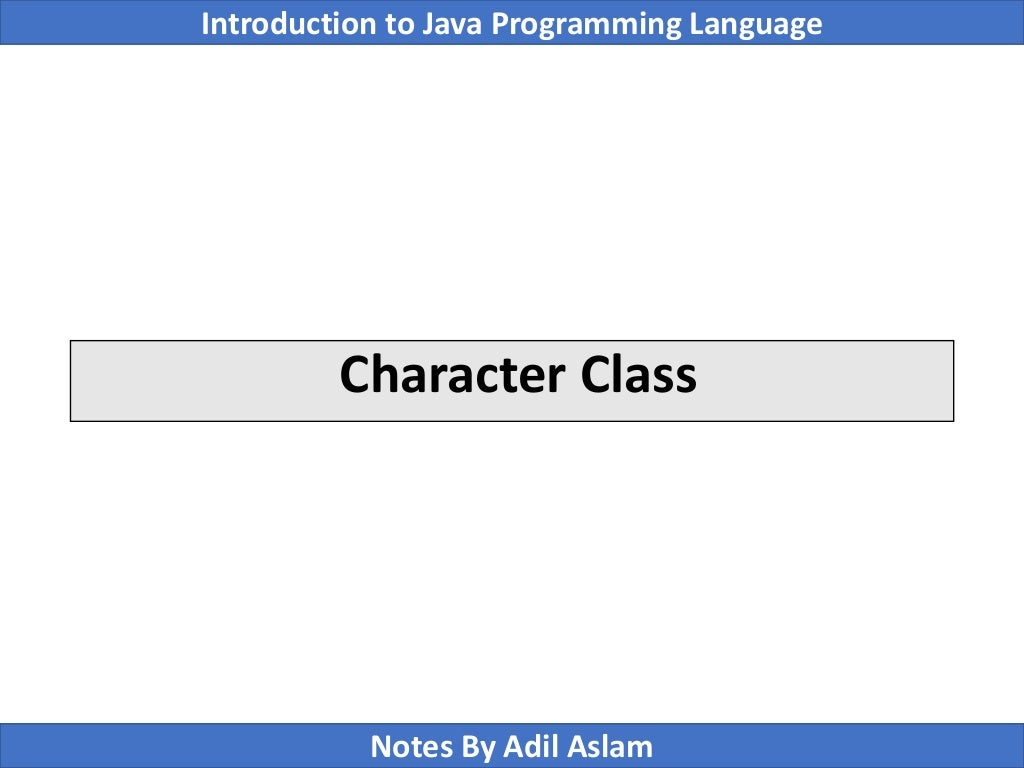 Introduction to Java Programming Language
Character Class
Notes By Adil Aslam